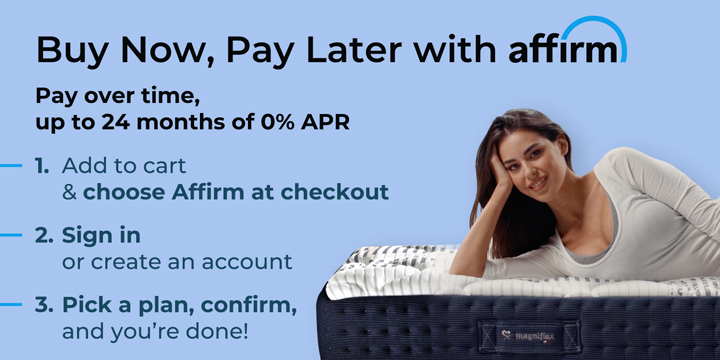 Buy Now, Pay Later with affirm
Pay over time,
up to 24 months of 0% APR
1. Add to cart
& choose Affirm at checkout
2. Sign in
or create an account
3. Pick a plan, confirm,
and you’re done!
magniflex